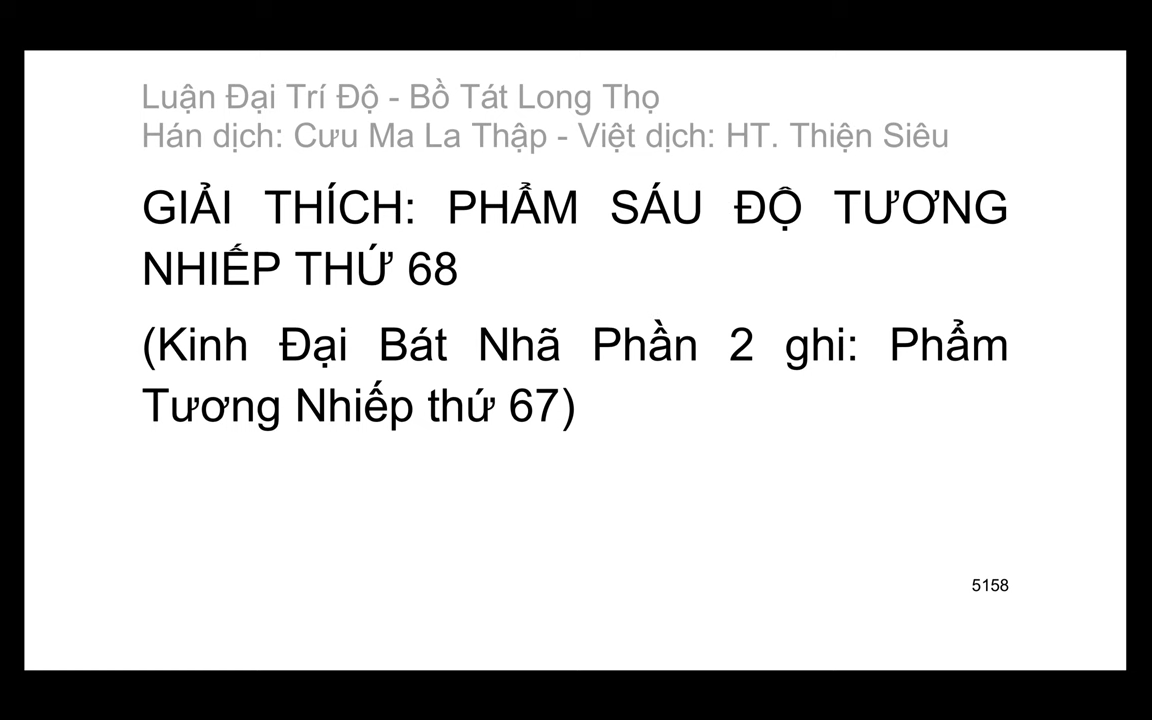 Luận Đại Trí Độ - Bồ Tát Long Thọ
Hán dịch: Cưu Ma La Thập - Việt dịch: HT. Thiện Siêu
GIẢI THÍCH: PHẨM SÁU ĐỘ TƯƠNG
NHIẾP THỨ 68
(Kinh Đại Bát Nhã Phần 2 ghi: Phẩm
Tương Nhiếp thứ 67)
5158